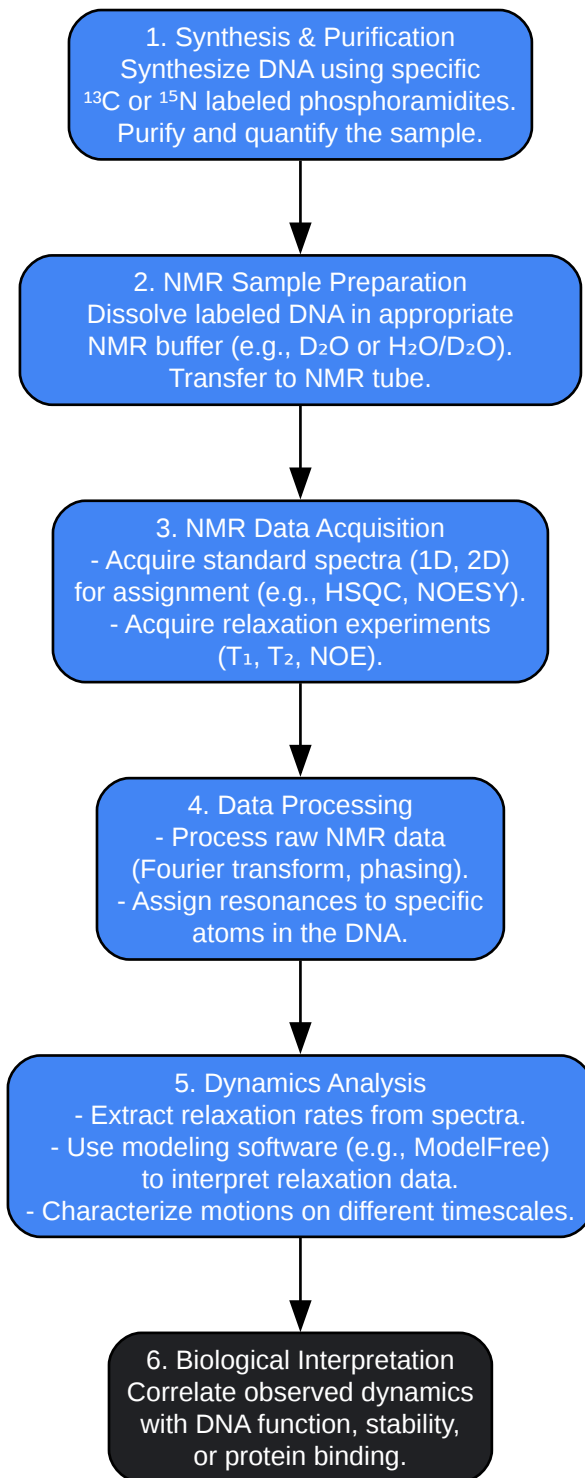 1. Synthesis & Purification
Synthesize DNA using specific
¹³C or ¹⁵N labeled phosphoramidites.
Purify and quantify the sample.
2. NMR Sample Preparation
Dissolve labeled DNA in appropriate
NMR buffer (e.g., D₂O or H₂O/D₂O).
Transfer to NMR tube.
3. NMR Data Acquisition
- Acquire standard spectra (1D, 2D)
for assignment (e.g., HSQC, NOESY).
- Acquire relaxation experiments
(T₁, T₂, NOE).
4. Data Processing
- Process raw NMR data
(Fourier transform, phasing).
- Assign resonances to specific
atoms in the DNA.
5. Dynamics Analysis
- Extract relaxation rates from spectra.
- Use modeling software (e.g., ModelFree)
to interpret relaxation data.
- Characterize motions on different timescales.
6. Biological Interpretation
Correlate observed dynamics
with DNA function, stability,
or protein binding.